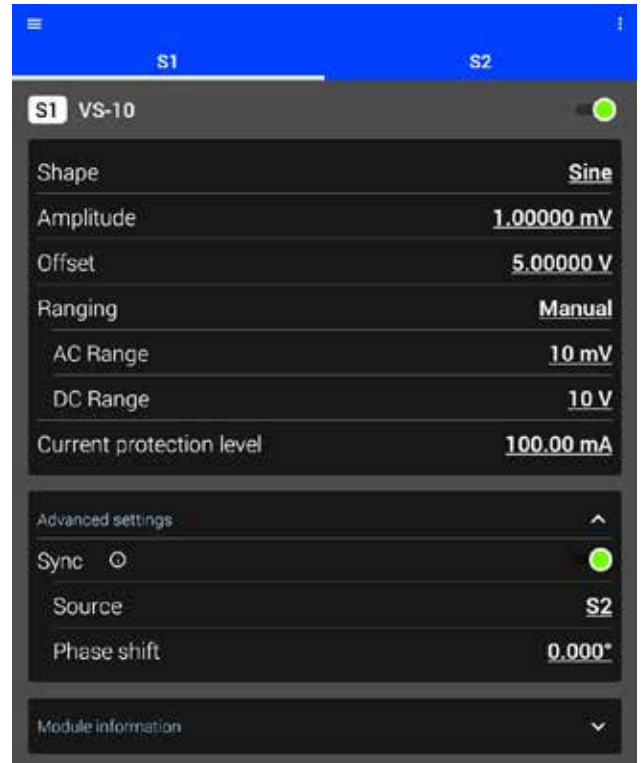 S1 S2
S1 VS-10
Shape Sine
Amplitude 1.00000 mV
Offset 5.00000 V
Ranging Manual
AC Range 10 mV
DC Range 10 V
Current protection level 100.00 mA
Advanced settings
Sync
Source S2
Phase shift 0.000°
Module information